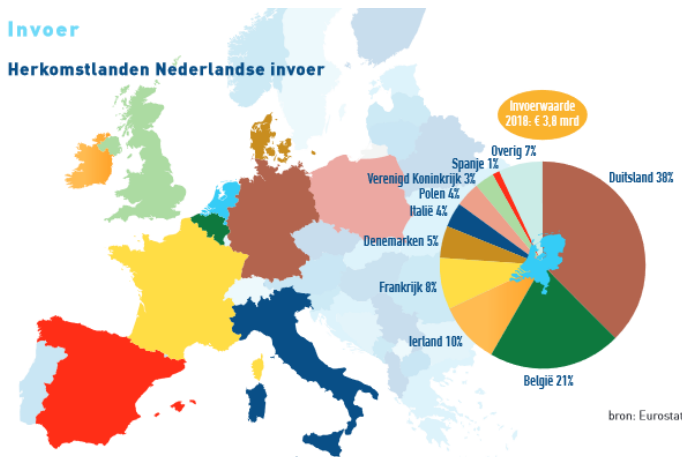 Invoer
Herkomstlanden Nederlandse invoer
Invoerwaarde
2018: € 3,8 mrd
Overig 7%
Spanje 1%
Verenigd Koninkrijk 3%
Polen 4%
Italië 4%
Denemarken 5%
Frankrijk 8%
Ierland 10%
België 21%
Duitsland 38%
bron: Eurostat